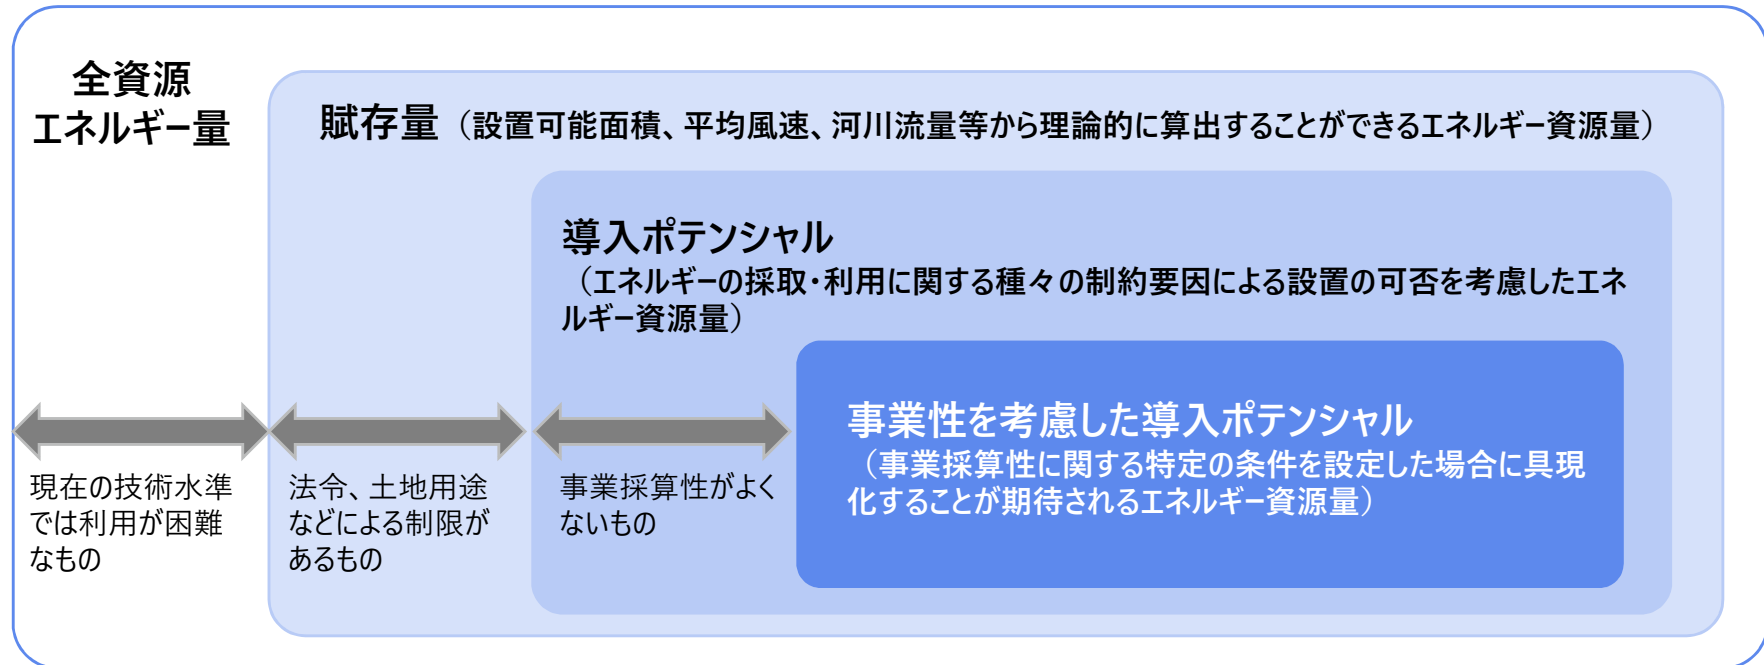 全資源
エネルギー量
賦存量（設置可能面積、平均風速、河川流量等から理論的に算出することができるエネルギー資源量）
導入ポテンシャル
（エネルギーの採取・利用に関する種々の制約要因による設置の可否を考慮したエネ
ルギー資源量）
事業性を考慮した導入ポテンシャル
（事業採算性に関する特定の条件を設定した場合に具現
化することが期待されるエネルギー資源量）
現在の技術水準
では利用が困難
なもの
法令、土地用途
などによる制限が
あるもの
事業採算性がよく
ないもの